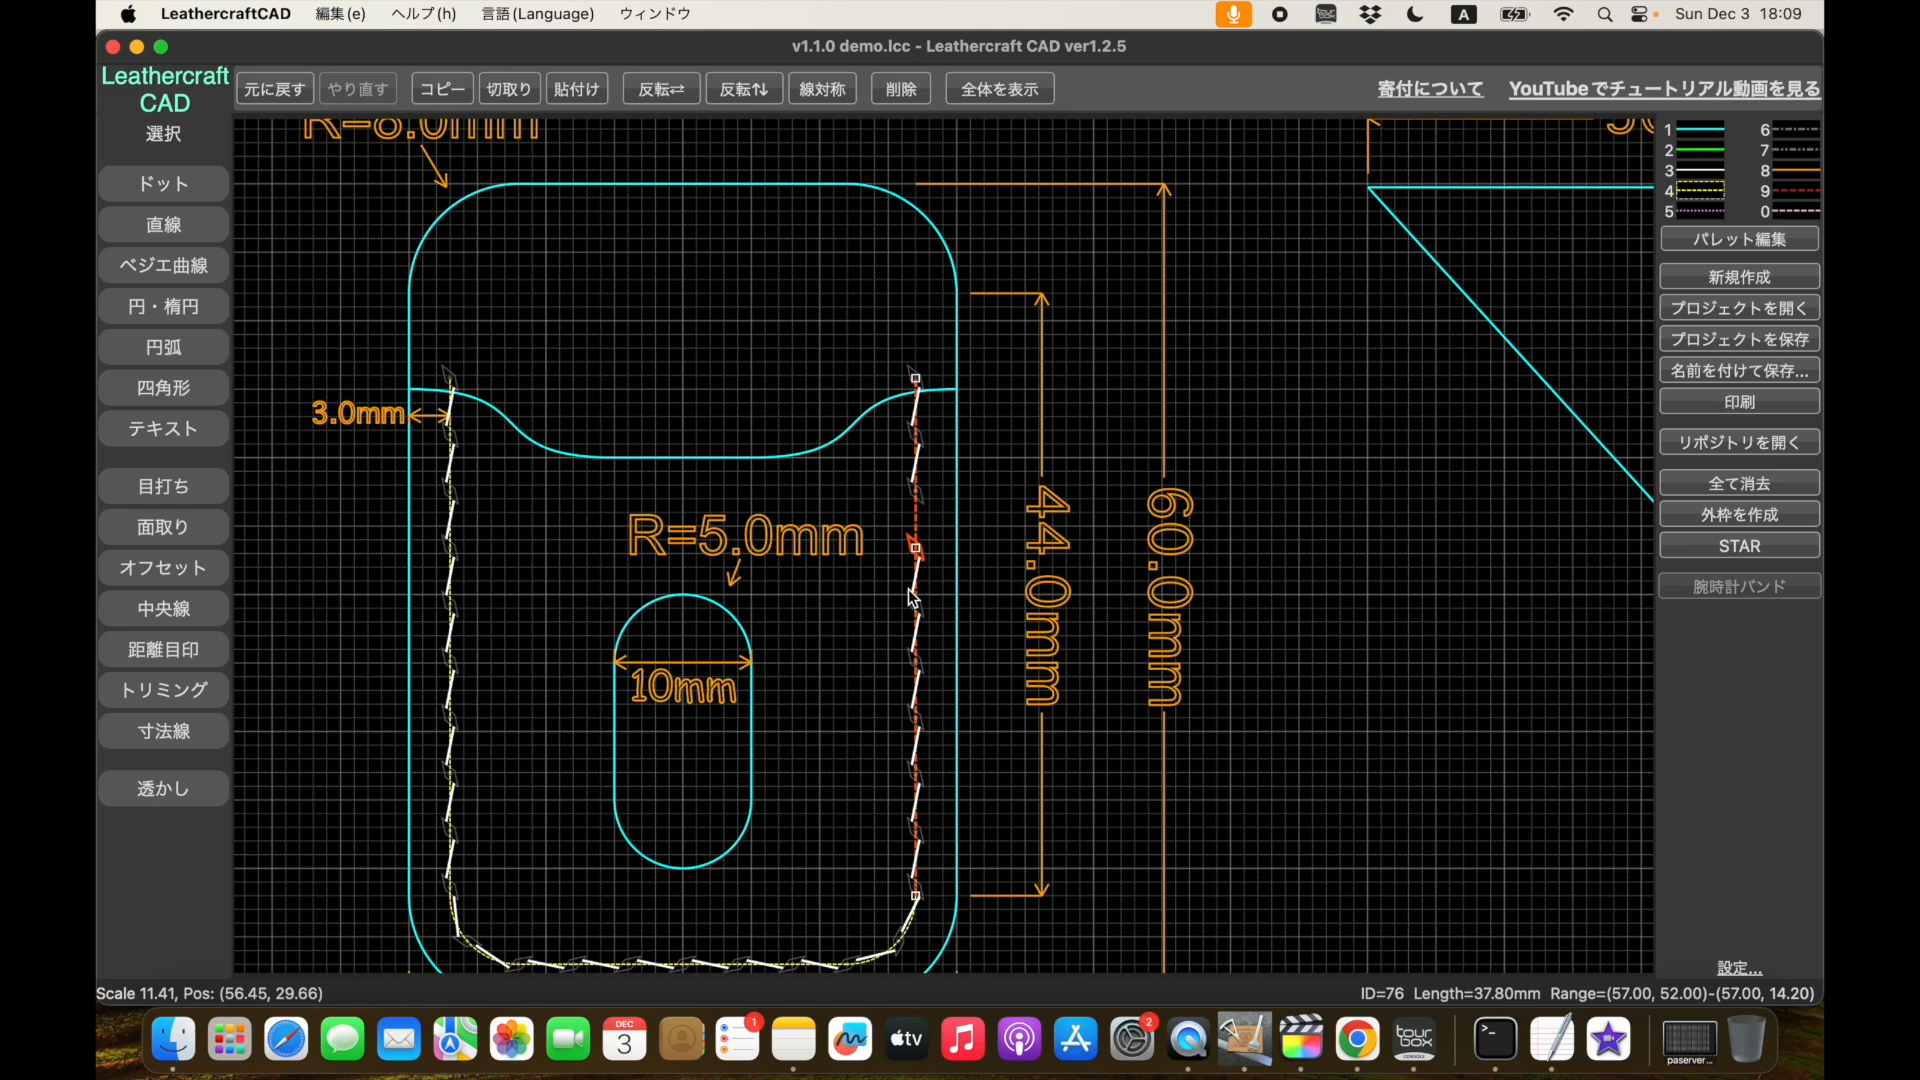 LeathercraftCAD 編集(e) ヘルプ(h) 言語(Language) ウィンドウ
A
Sun Dec 3 18:09
v1.1.0 demo.lcc - Leathercraft CAD ver1.2.5
Leathercraft
CAD
元に戻す やり直す コピー 切取り 貼付け 反転⇄ 反転⇅ 線対称 削除 全体を表示
寄付について YouTubeでチュートリアル動画を見る
選択
ドット
直線
ベジエ曲線
円・楕円
円弧
四角形
テキスト
目打ち
面取り
オフセット
中央線
距離目印
トリミング
寸法線
透かし
R=8.0mm
3.0mm
R=5.0mm
10mm
44.0mm
60.0mm
1 6
2 7
3 8
4 9
5 0
パレット編集
新規作成
プロジェクトを開く
プロジェクトを保存
名前を付けて保存...
印刷
リポジトリを開く
全て消去
外枠を作成
STAR
腕時計バンド
設定...
Scale 11.41, Pos: (56.45, 29.66)
ID=76 Length=37.80mm Range=(57.00, 52.00)-(57.00, 14.20)
DEC
3
1
tv
2
tour
box
CONSOLE
paserver...